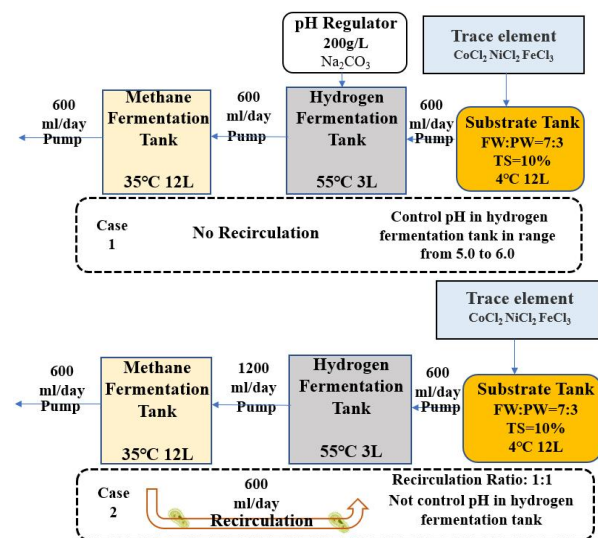 pH Regulator
200g/L
Na₂CO₃
Trace element
CoCl₂ NiCl₂ FeCl₃
600
ml/day
Pump
Methane
Fermentation
Tank
35℃ 12L
600
ml/day
Pump
Hydrogen
Fermentation
Tank
55℃ 3L
600
ml/day
Pump
Substrate Tank
FW:PW=7:3
TS=10%
4℃ 12L
Case
1
No Recirculation
Control pH in hydrogen
fermentation tank in range
from 5.0 to 6.0
Trace element
CoCl₂ NiCl₂ FeCl₃
600
ml/day
Pump
Methane
Fermentation
Tank
35℃ 12L
1200
ml/day
Pump
Hydrogen
Fermentation
Tank
55℃ 3L
600
ml/day
Pump
Substrate Tank
FW:PW=7:3
TS=10%
4℃ 12L
Case
2
600
ml/day
Recirculation
Recirculation Ratio: 1:1
Not control pH in hydrogen
fermentation tank